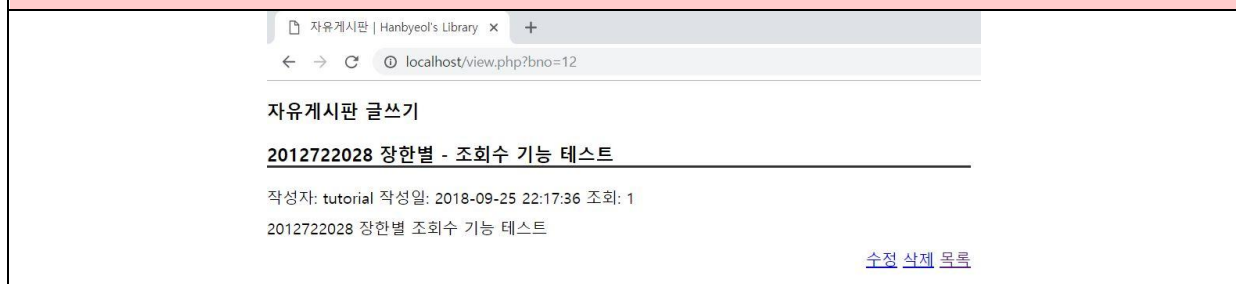 자유게시판 | Hanbyeol's Library
localhost/view.php?bno=12
자유게시판 글쓰기
2012722028 장한별 - 조회수 기능 테스트
작성자: tutorial 작성일: 2018-09-25 22:17:36 조회: 1
2012722028 장한별 조회수 기능 테스트
수정 삭제 목록